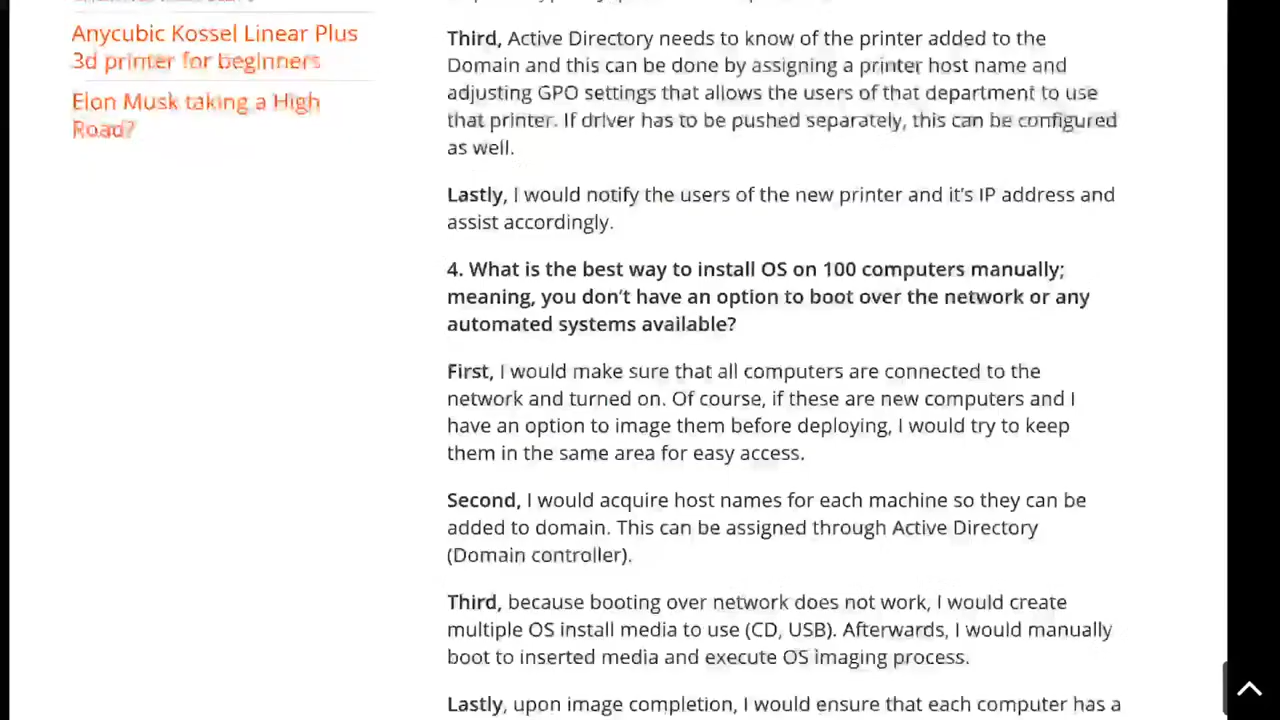 Anycubic Kossel Linear Plus
3d printer for beginners
Elon Musk taking a High
Road?
Third, Active Directory needs to know of the printer added to the
Domain and this can be done by assigning a printer host name and
adjusting GPO settings that allows the users of that department to use
that printer. If driver has to be pushed separately, this can be configured
as well.
Lastly, I would notify the users of the new printer and it's IP address and
assist accordingly.
4. What is the best way to install OS on 100 computers manually;
meaning, you don't have an option to boot over the network or any
automated systems available?
First, I would make sure that all computers are connected to the
network and turned on. Of course, if these are new computers and I
have an option to image them before deploying, I would try to keep
them in the same area for easy access.
Second, I would acquire host names for each machine so they can be
added to domain. This can be assigned through Active Directory
(Domain controller).
Third, because booting over network does not work, I would create
multiple OS install media to use (CD, USB). Afterwards, I would manually
boot to inserted media and execute OS imaging process.
Lastly, upon image completion, I would ensure that each computer has a